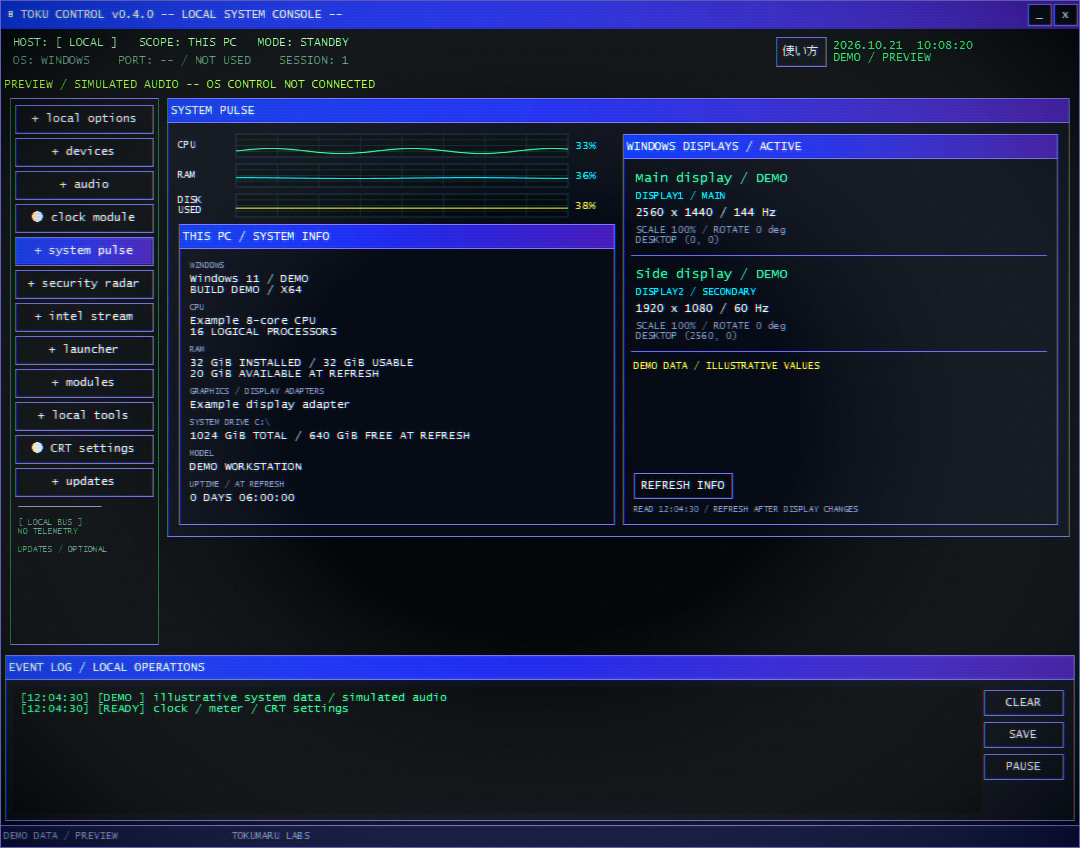 TOKU CONTROL v0.4.0 -- LOCAL SYSTEM CONSOLE --
_ x
HOST: [ LOCAL ] SCOPE: THIS PC MODE: STANDBY
OS: WINDOWS PORT: -- / NOT USED SESSION: 1
使い方
2026.10.21 10:08:20
DEMO / PREVIEW
PREVIEW / SIMULATED AUDIO -- OS CONTROL NOT CONNECTED
+ local options
+ devices
+ audio
clock module
+ system pulse
+ security radar
+ intel stream
+ launcher
+ modules
+ local tools
CRT settings
+ updates
[ LOCAL BUS ]
NO TELEMETRY
UPDATES / OPTIONAL
SYSTEM PULSE
CPU 33%
RAM 36%
DISK USED 38%
THIS PC / SYSTEM INFO
WINDOWS
Windows 11 / DEMO
BUILD DEMO / X64
CPU
Example 8-core CPU
16 LOGICAL PROCESSORS
RAM
32 GiB INSTALLED / 32 GiB USABLE
20 GiB AVAILABLE AT REFRESH
GRAPHICS / DISPLAY ADAPTERS
Example display adapter
SYSTEM DRIVE C:\
1024 GiB TOTAL / 640 GiB FREE AT REFRESH
MODEL
DEMO WORKSTATION
UPTIME / AT REFRESH
0 DAYS 06:00:00
WINDOWS DISPLAYS / ACTIVE
Main display / DEMO
DISPLAY1 / MAIN
2560 x 1440 / 144 Hz
SCALE 100% / ROTATE 0 deg
DESKTOP (0, 0)
Side display / DEMO
DISPLAY2 / SECONDARY
1920 x 1080 / 60 Hz
SCALE 100% / ROTATE 0 deg
DESKTOP (2560, 0)
DEMO DATA / ILLUSTRATIVE VALUES
REFRESH INFO
READ 12:04:30 / REFRESH AFTER DISPLAY CHANGES
EVENT LOG / LOCAL OPERATIONS
[12:04:30] [DEMO ] illustrative system data / simulated audio
[12:04:30] [READY] clock / meter / CRT settings
CLEAR
SAVE
PAUSE
DEMO DATA / PREVIEW
TOKUMARU LABS